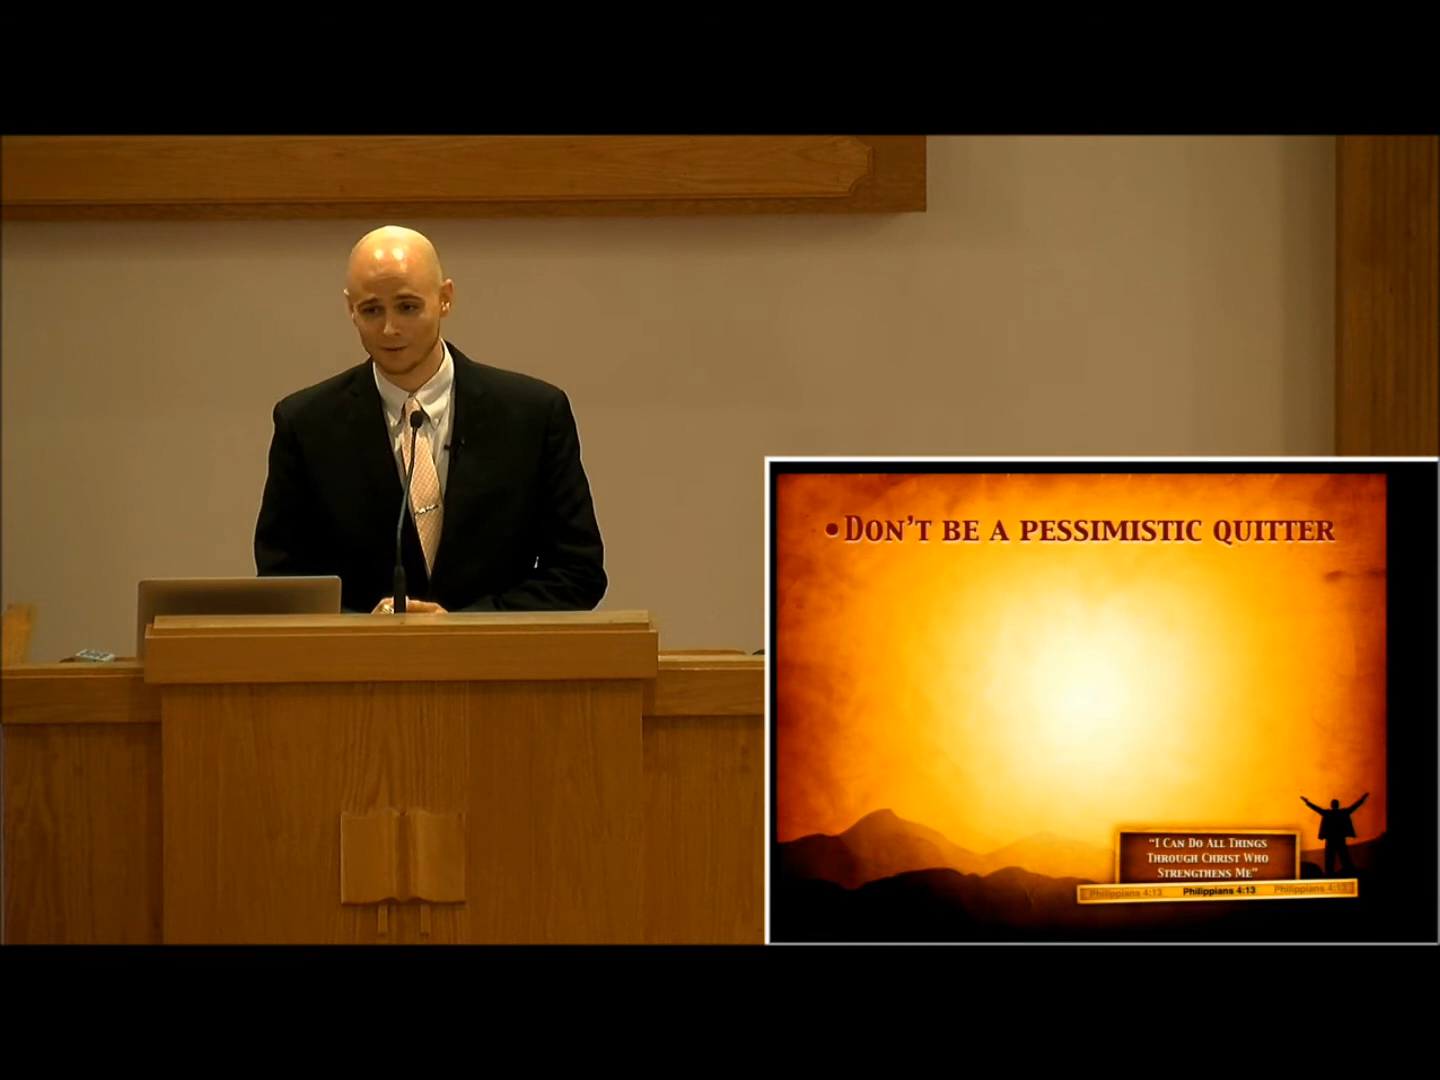 •Don't be a pessimistic quitter
"I Can Do All Things
Through Christ Who
Strengthens Me"
Philippians 4:13 Philippians 4:13 Philippians 4:13